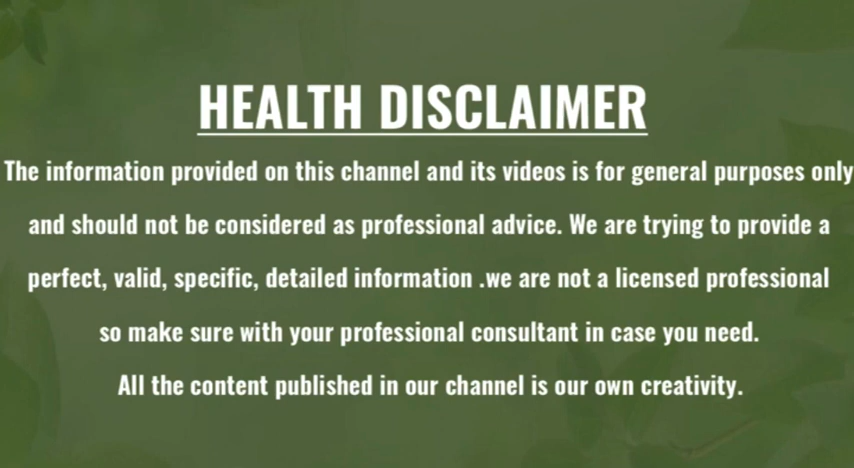 HEALTH DISCLAIMER
The information provided on this channel and its videos is for general purposes only
and should not be considered as professional advice. We are trying to provide a
perfect, valid, specific, detailed information .we are not a licensed professional
so make sure with your professional consultant in case you need.
All the content published in our channel is our own creativity.